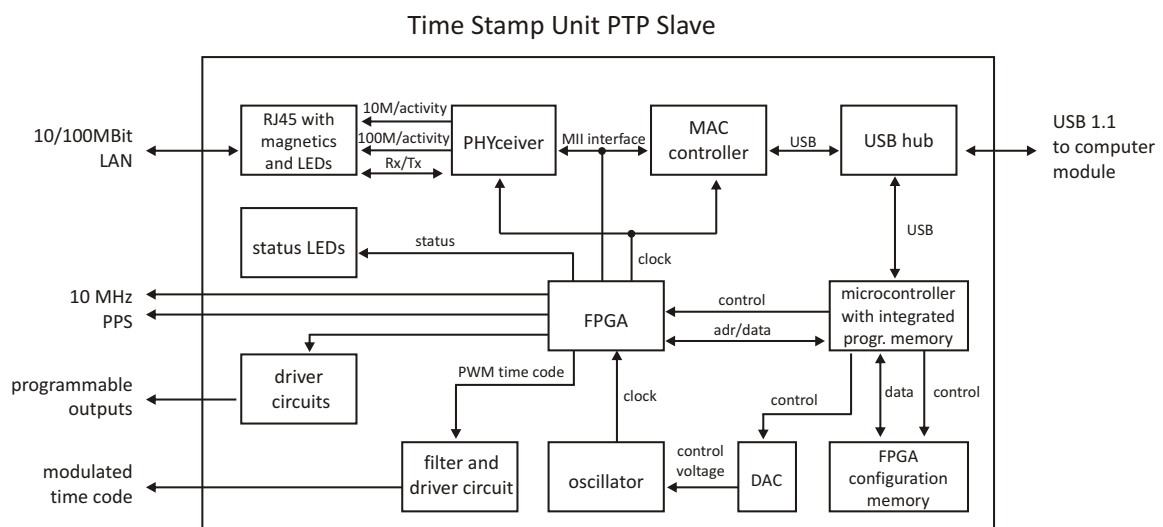 Time Stamp Unit PTP Slave
10/100MBit
LAN
RJ45 with
magnetics
and LEDs
10M/activity
100M/activity
Rx/Tx
PHYceiver
MII interface
MAC
controller
USB
USB hub
USB 1.1
to computer
module
status LEDs
status
clock
USB
10 MHz
PPS
FPGA
control
adr/data
microcontroller
with integrated
progr. memory
programmable
outputs
driver
circuits
PWM time code
clock
control
data
control
modulated
time code
filter and
driver circuit
oscillator
control
voltage
DAC
FPGA
configuration
memory